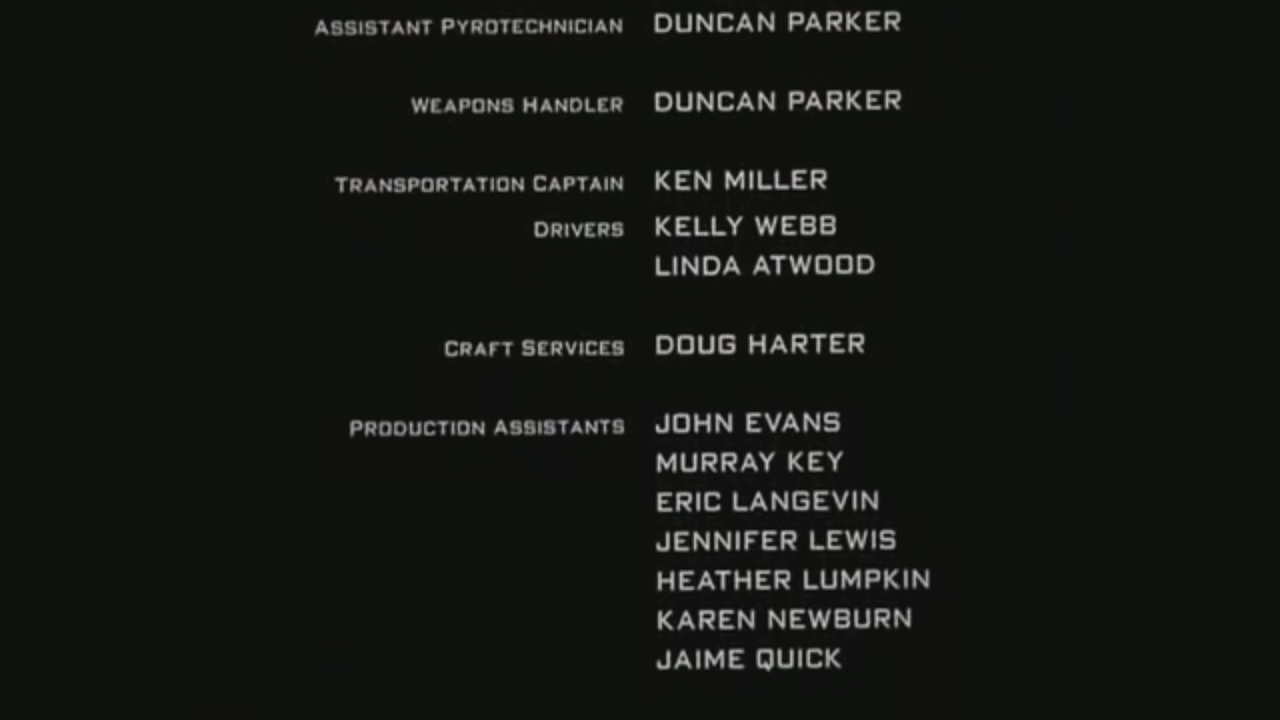 ASSISTANT PYROTECHNICIAN DUNCAN PARKER
WEAPONS HANDLER DUNCAN PARKER
TRANSPORTATION CAPTAIN KEN MILLER
DRIVERS KELLY WEBB
LINDA ATWOOD
CRAFT SERVICES DOUG HARTER
PRODUCTION ASSISTANTS JOHN EVANS
MURRAY KEY
ERIC LANGEVIN
JENNIFER LEWIS
HEATHER LUMPKIN
KAREN NEWBURN
JAIME QUICK